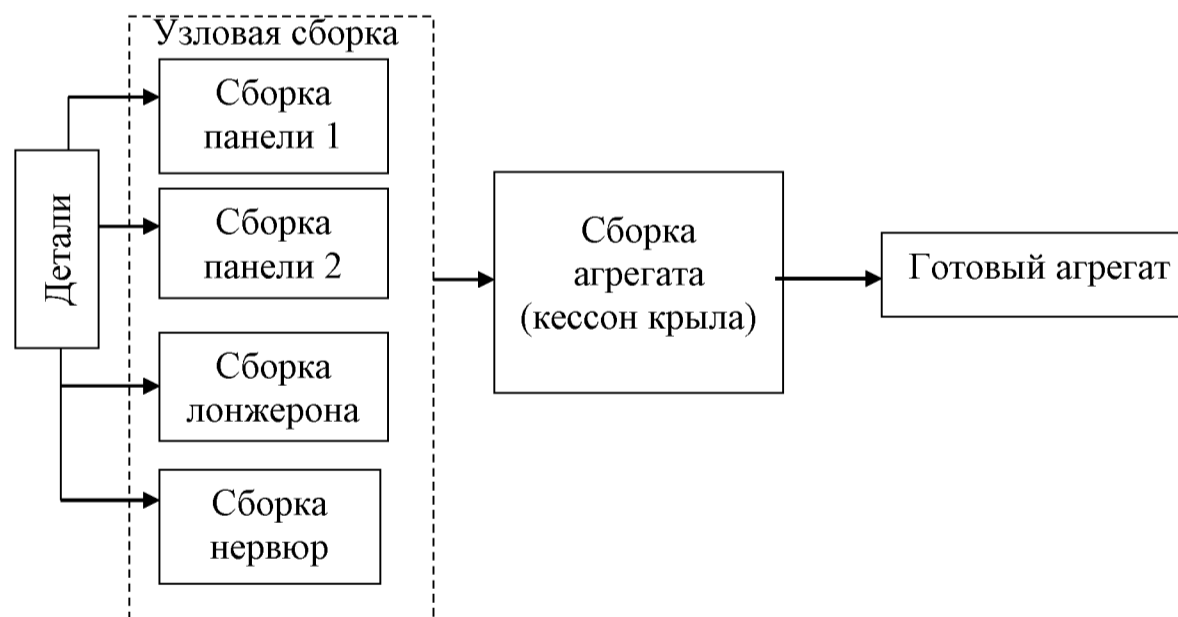 Узловая сборка
Сборка
панели 1
Детали
Сборка
панели 2
Сборка
лонжерона
Сборка
нервюр
Сборка
агрегата
(кессон крыла)
Готовый агрегат